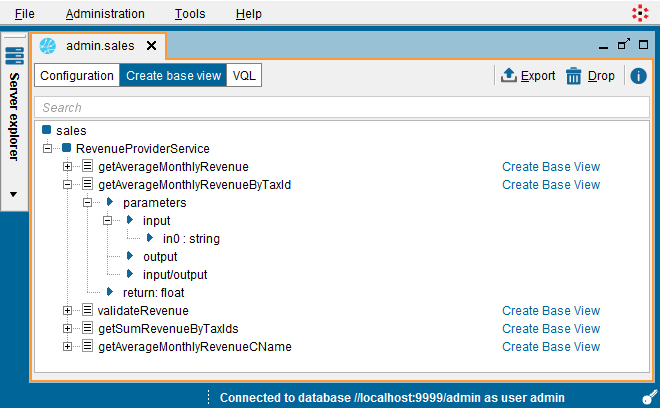 File Administration Tools Help
admin.sales
Configuration Create base view VQL Export Drop
Server explorer
Search
sales
RevenueProviderService
getAverageMonthlyRevenue Create Base View
getAverageMonthlyRevenueByTaxId Create Base View
parameters
input
in0 : string
output
input/output
return: float
validateRevenue Create Base View
getSumRevenueByTaxIds Create Base View
getAverageMonthlyRevenueCName Create Base View
Connected to database //localhost:9999/admin as user admin